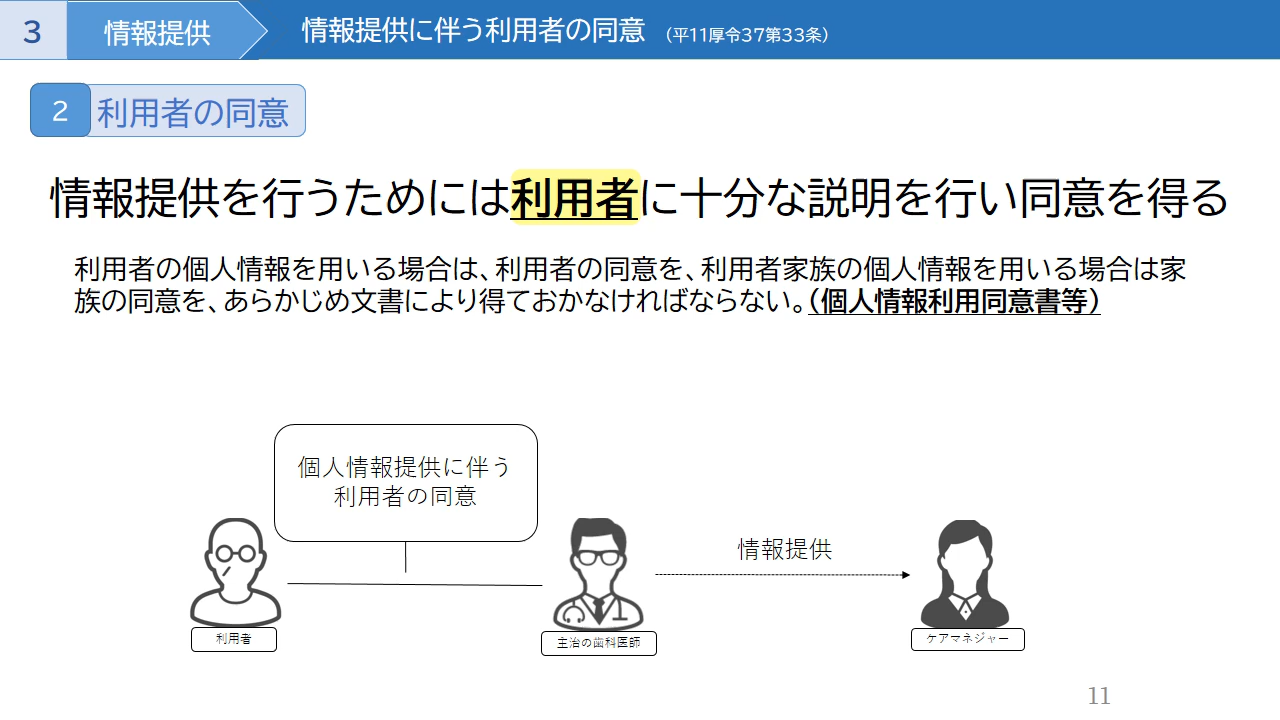 3
情報提供
情報提供に伴う利用者の同意 （平11厚令37第33条）
2
利用者の同意
情報提供を行うためには利用者に十分な説明を行い同意を得る
利用者の個人情報を用いる場合は、利用者の同意を、利用者家族の個人情報を用いる場合は家
族の同意を、あらかじめ文書により得ておかなければならない。（個人情報利用同意書等）
個人情報提供に伴う
利用者の同意
情報提供
利用者
主治の歯科医師
ケアマネジャー
11